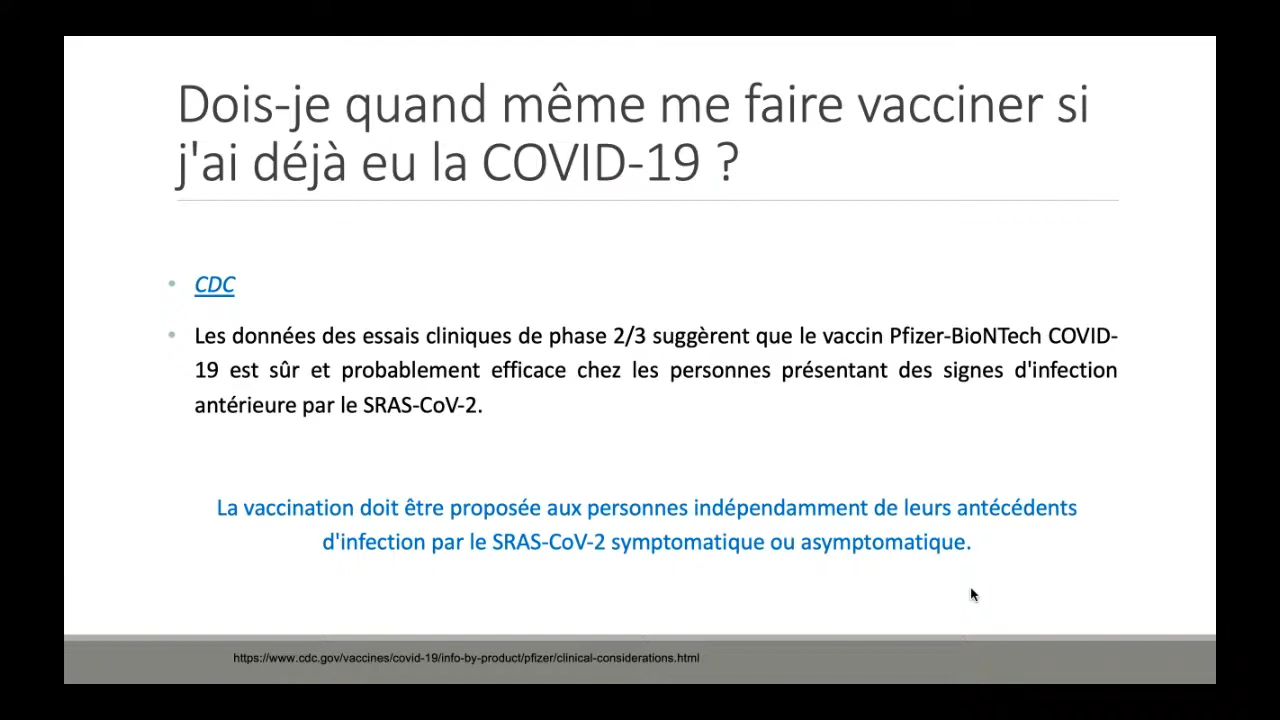 Dois-je quand même me faire vacciner si
j'ai déjà eu la COVID-19 ?
• CDC
• Les données des essais cliniques de phase 2/3 suggèrent que le vaccin Pfizer-BioNTech COVID-
19 est sûr et probablement efficace chez les personnes présentant des signes d'infection
antérieure par le SRAS-CoV-2.
La vaccination doit être proposée aux personnes indépendamment de leurs antécédents
d'infection par le SRAS-CoV-2 symptomatique ou asymptomatique.
https://www.cdc.gov/vaccines/covid-19/info-by-product/pfizer/clinical-considerations.html